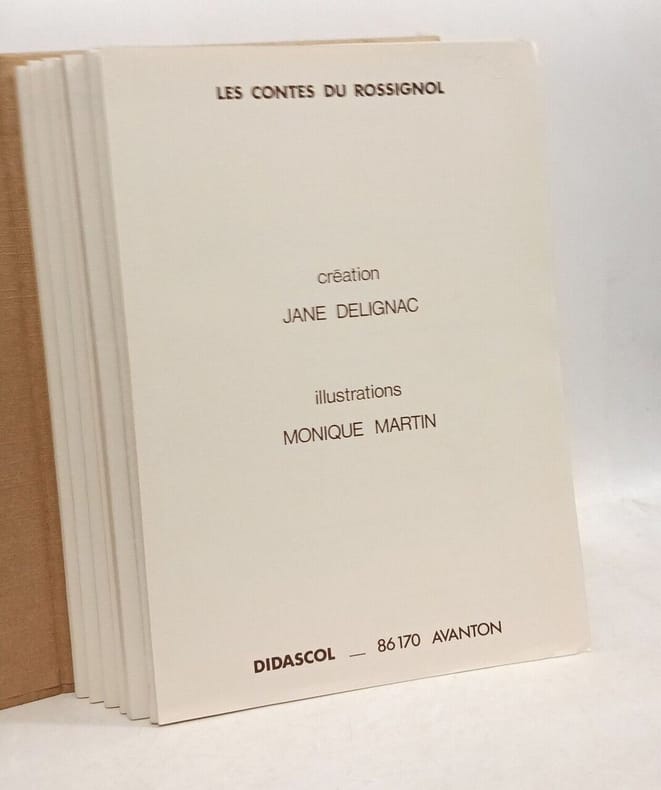 LES CONTES DU ROSSIGNOL
création
JANE DELIGNAC
illustrations
MONIQUE MARTIN
DIDASCOL — 86170 AVANTON